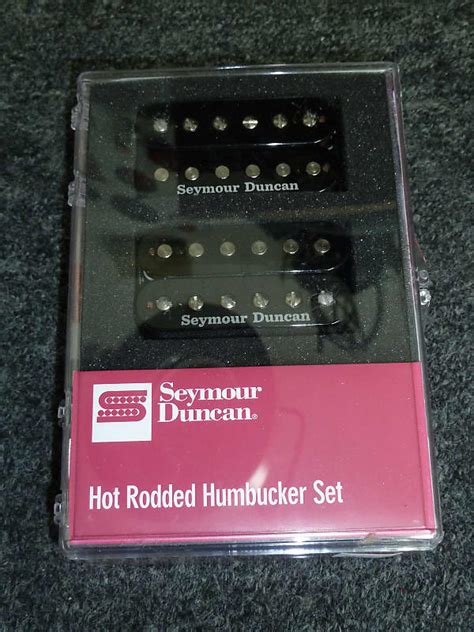 Seymour Duncan
Seymour Duncan
Seymour
Duncan®
Hot Rodded Humbucker Set